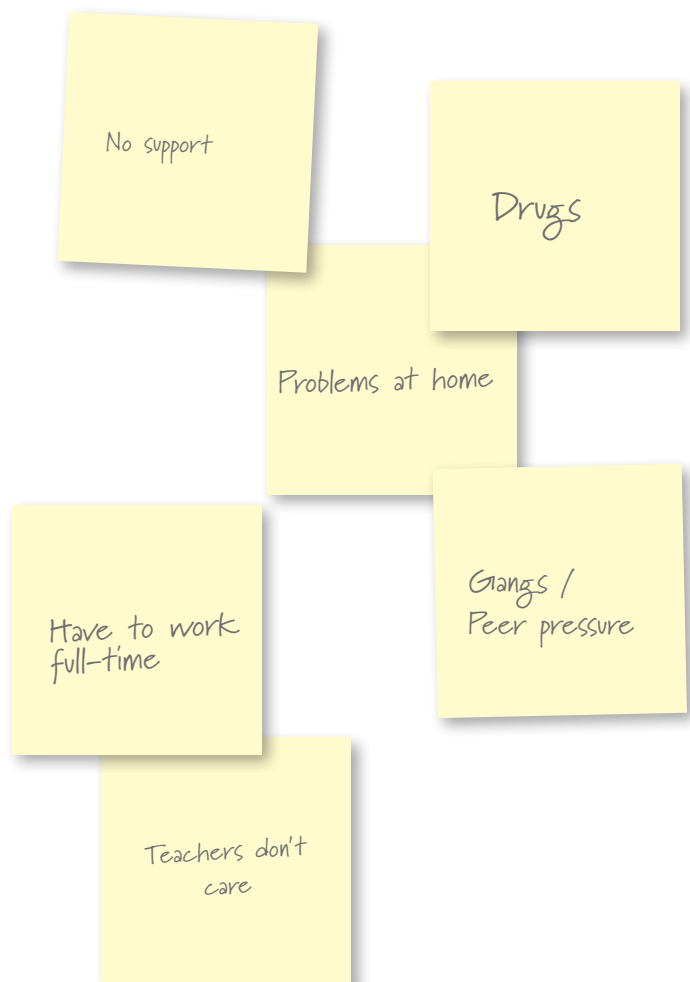 No support
Drugs
Problems at home
Gangs /
Peer pressure
Have to work
full-time
Teachers don't
care